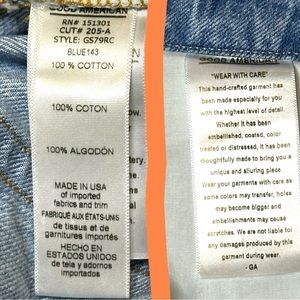 GOOD AMERICAN
RN# 151301
CUT# 205-A
STYLE: GS79RC
BLUE143
100 % COTTON
100% COTON
100% ALGODÓN
MADE IN USA
of imported
fabrics and trim
FABRIQUÉ AUX ÉTATS-UNIS
de tissus et de
garnitures importés
HECHO EN
ESTADOS UNIDOS
de tela y adornos
importados
GOOD AMERICAN
"WEAR WITH CARE"
This hand-crafted garment has
been made especially for you
with the highest level of detail.
Whether it has been
embellished, coated, color
treated or distressed, it has been
thoughtfully made to bring you a
unique and alluring piece
Wear your garments with care as
some colors may transfer, holes
may become bigger and
embellishments may cause
scratches. We are not liable for
any damages produced by this
garment during wear.
- GA